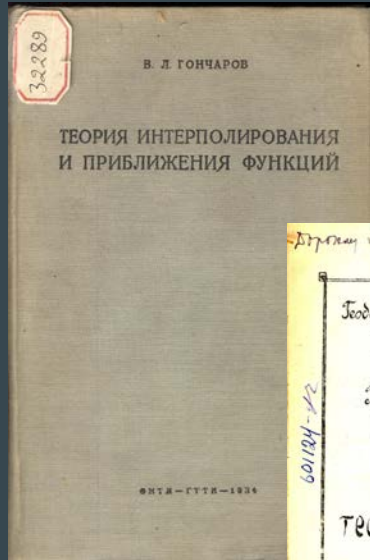 32289
В. Л. ГОНЧАРОВ
ТЕОРИЯ ИНТЕРПОЛИРОВАНИЯ
И ПРИБЛИЖЕНИЯ ФУНКЦИЙ
ОНТИ—ГТТИ—1934
601124-